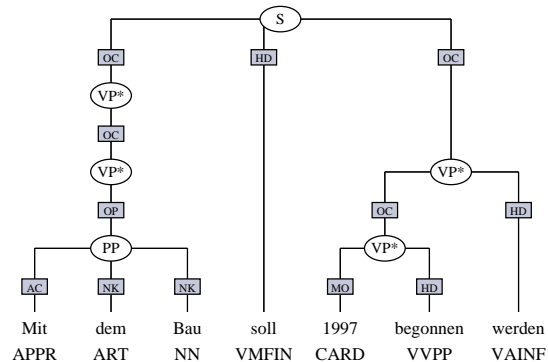 S
OC HD OC
VP*
OC
VP* VP*
OP OC HD
PP VP*
AC NK NK MO HD
Mit dem Bau soll 1997 begonnen werden
APPR ART NN VMFIN CARD VVPP VAINF